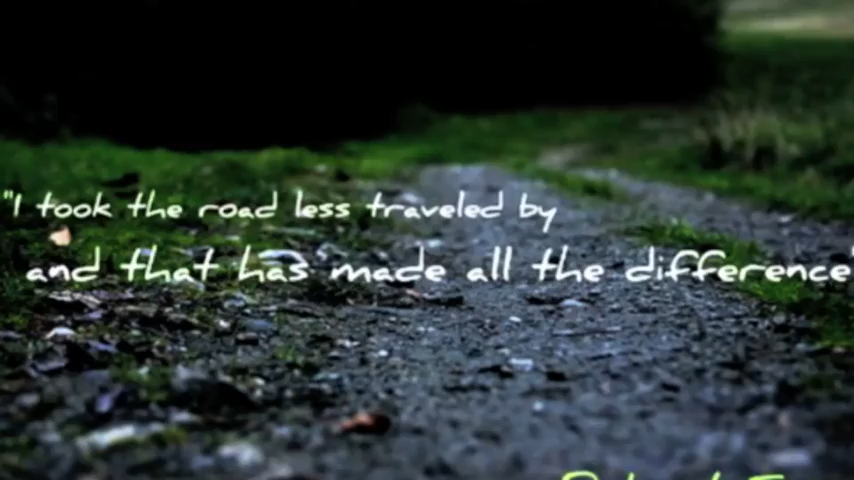 "I took the road less traveled by
and that has made all the difference"